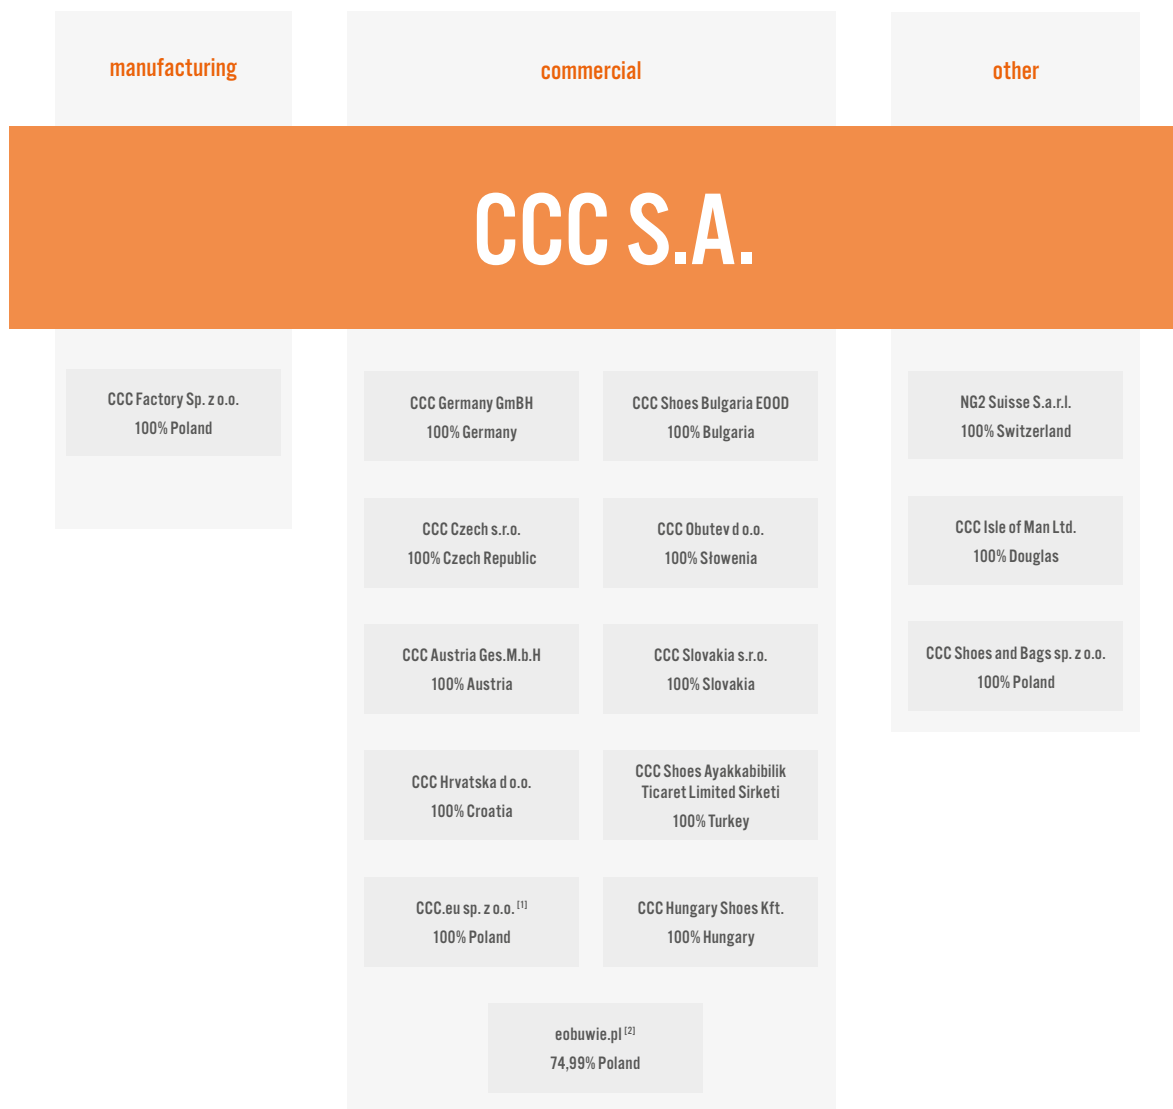 manufacturing
commercial
other
CCC S.A.
CCC Factory Sp. z o.o.
100% Poland
CCC Germany GmBH
100% Germany
CCC Shoes Bulgaria EOOD
100% Bulgaria
NG2 Suisse S.a.r.l.
100% Switzerland
CCC Czech s.r.o.
100% Czech Republic
CCC Obutev d o.o.
100% Słowenia
CCC Isle of Man Ltd.
100% Douglas
CCC Austria Ges.M.b.H
100% Austria
CCC Slovakia s.r.o.
100% Slovakia
CCC Shoes and Bags sp. z o.o.
100% Poland
CCC Hrvatska d o.o.
100% Croatia
CCC Shoes Ayakkabibilik
Ticaret Limited Sirketi
100% Turkey
CCC.eu sp. z o.o. [1]
100% Poland
CCC Hungary Shoes Kft.
100% Hungary
eobuwie.pl [2]
74,99% Poland